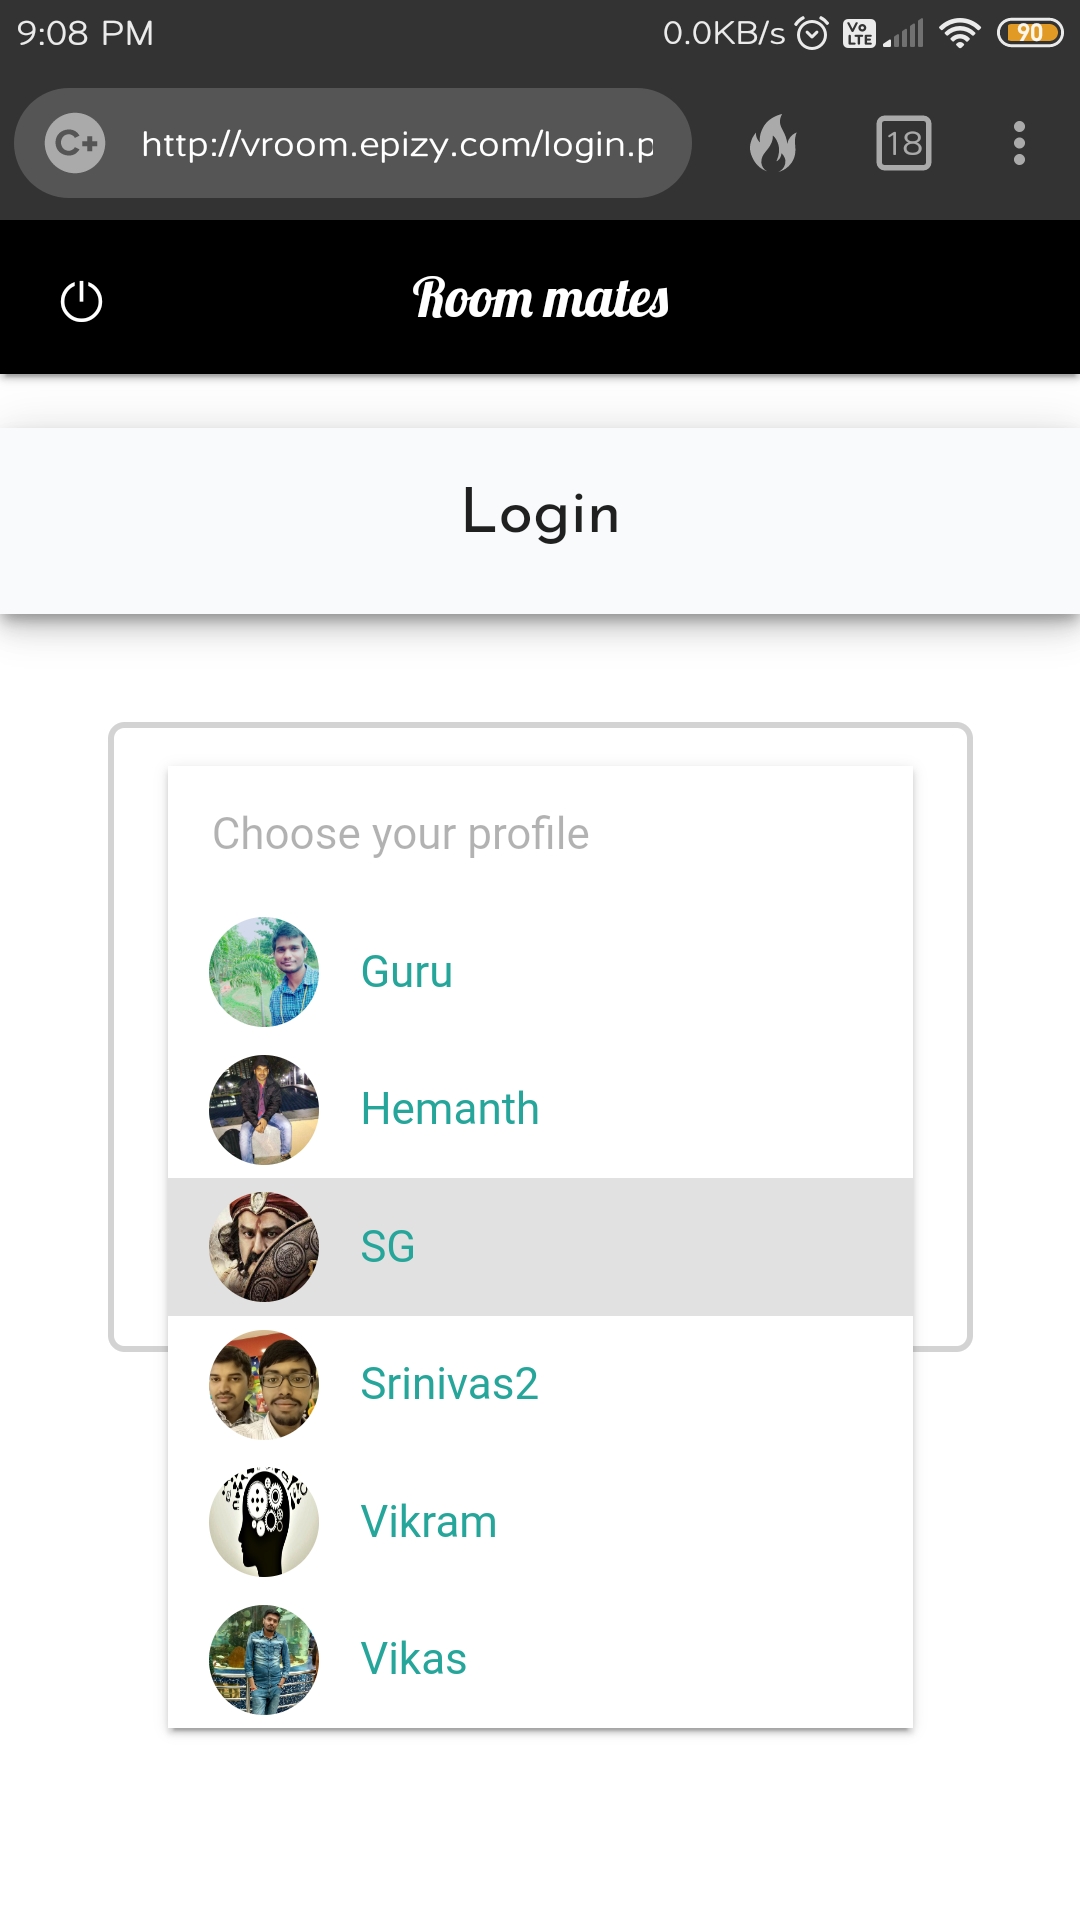 9:08 PM
0.0KB/s
Vo LTE
90
C+
http://vroom.epizy.com/login.p
18
Room mates
Login
Choose your profile
Guru
Hemanth
SG
Srinivas2
Vikram
Vikas